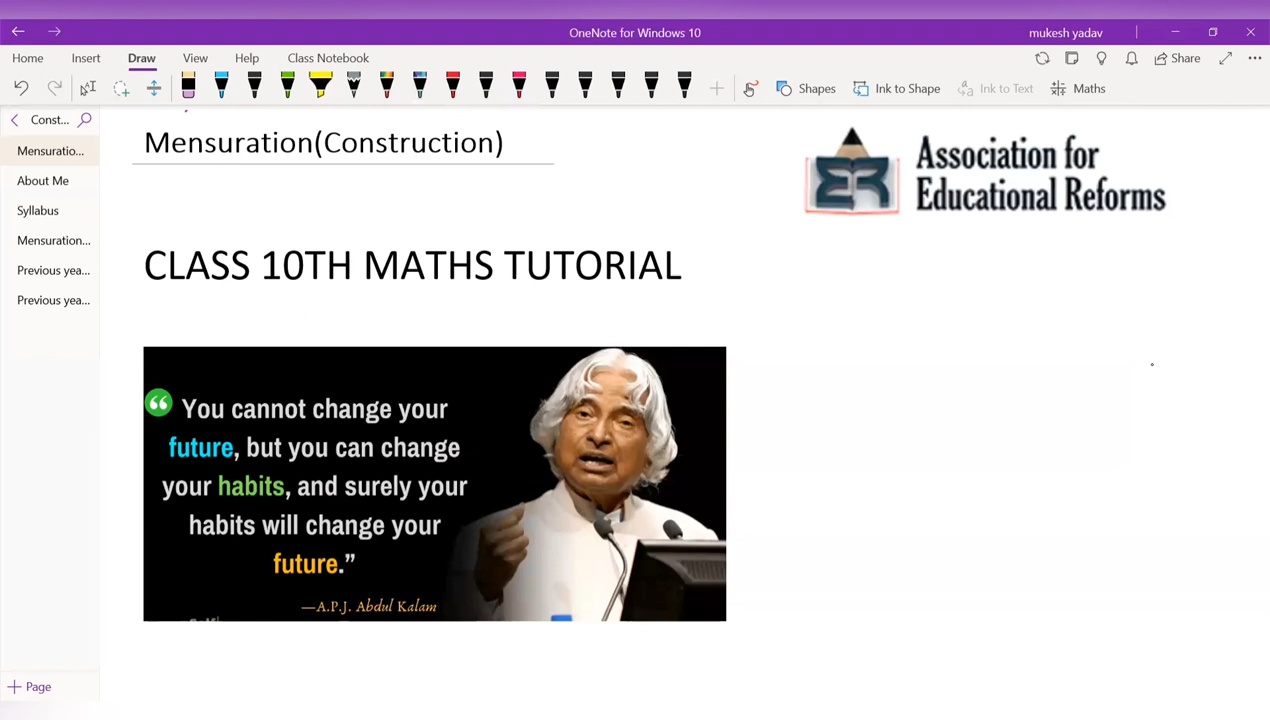 OneNote for Windows 10
mukesh yadav
Home Insert Draw View Help Class Notebook
Share
Shapes
Ink to Shape
Ink to Text
Maths
Const...
Mensuratio...
About Me
Syllabus
Mensuration...
Previous yea...
Previous yea...
Page
Mensuration(Construction)
Association for
Educational Reforms
CLASS 10TH MATHS TUTORIAL
“ You cannot change your
future, but you can change
your habits, and surely your
habits will change your
future.”
—A.P.J. Abdul Kalam